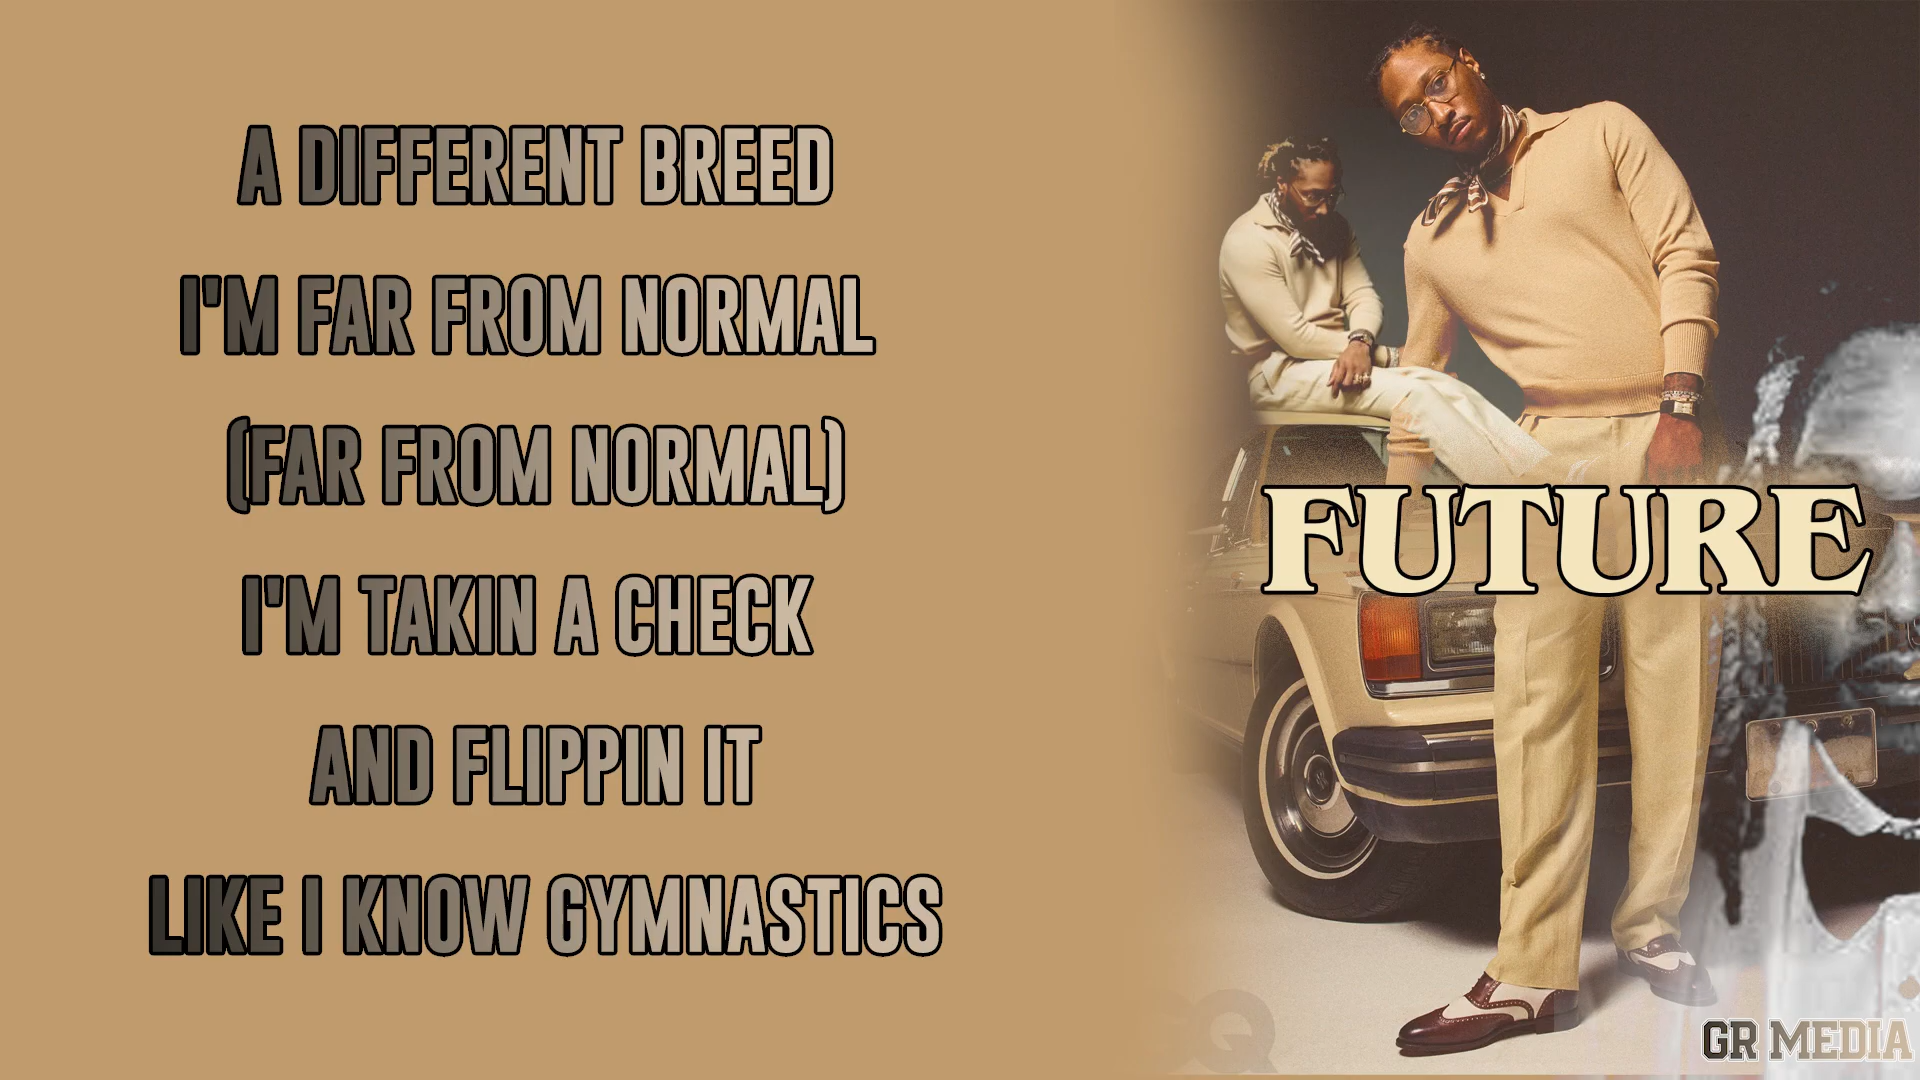 A DIFFERENT BREED
I'M FAR FROM NORMAL
(FAR FROM NORMAL)
I'M TAKIN A CHECK
AND FLIPPIN IT
LIKE I KNOW GYMNASTICS
FUTURE
GQ
GR MEDIA